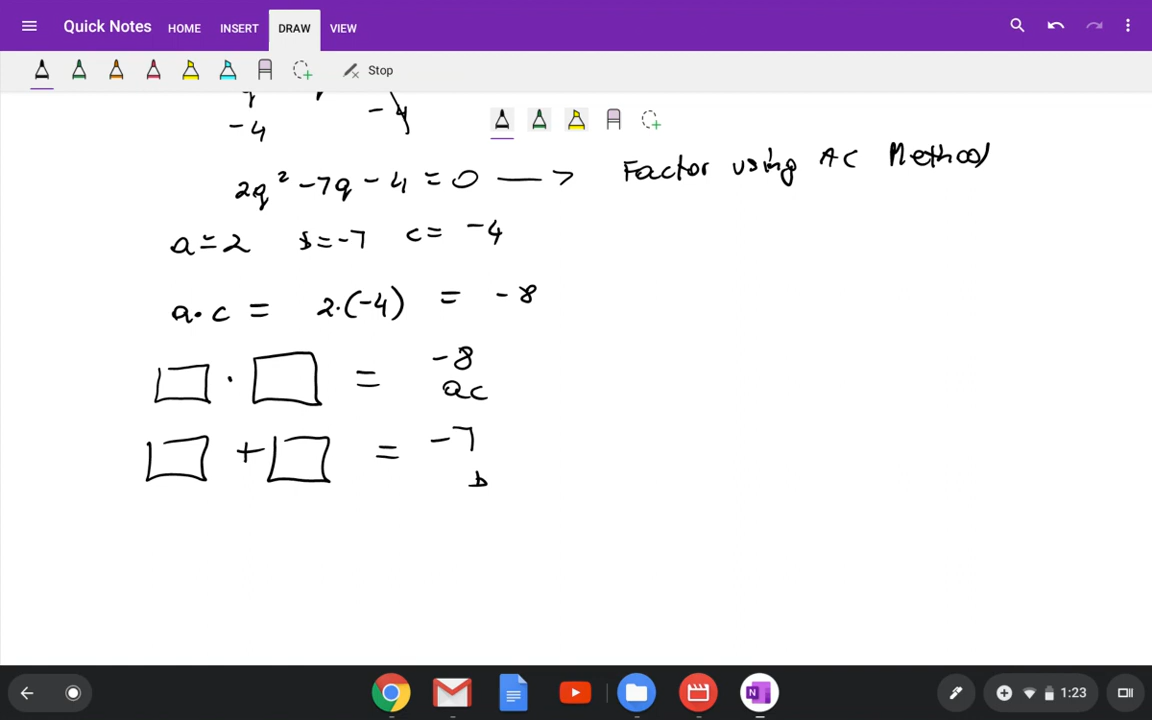 Quick Notes HOME INSERT DRAW VIEW
Stop
-4 -4
2q² - 7q - 4 = 0 —> Factor using AC Method
a = 2 b = -7 c = -4
a · c = 2·(-4) = -8
□ · □ = -8
ac
□ + □ = -7
b
1:23